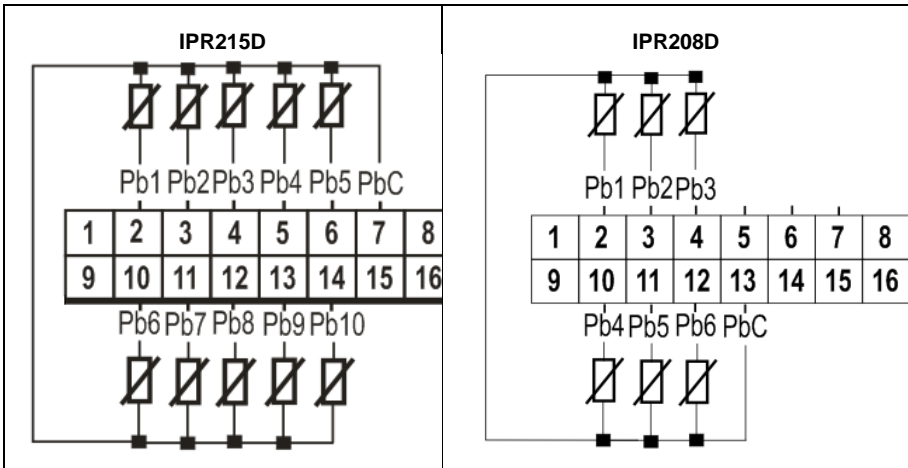 IPR215D
Pb1 Pb2 Pb3 Pb4 Pb5 PbC
1 2 3 4 5 6 7 8
9 10 11 12 13 14 15 16
Pb6 Pb7 Pb8 Pb9 Pb10
IPR208D
Pb1 Pb2 Pb3
1 2 3 4 5 6 7 8
9 10 11 12 13 14 15 16
Pb4 Pb5 Pb6 PbC